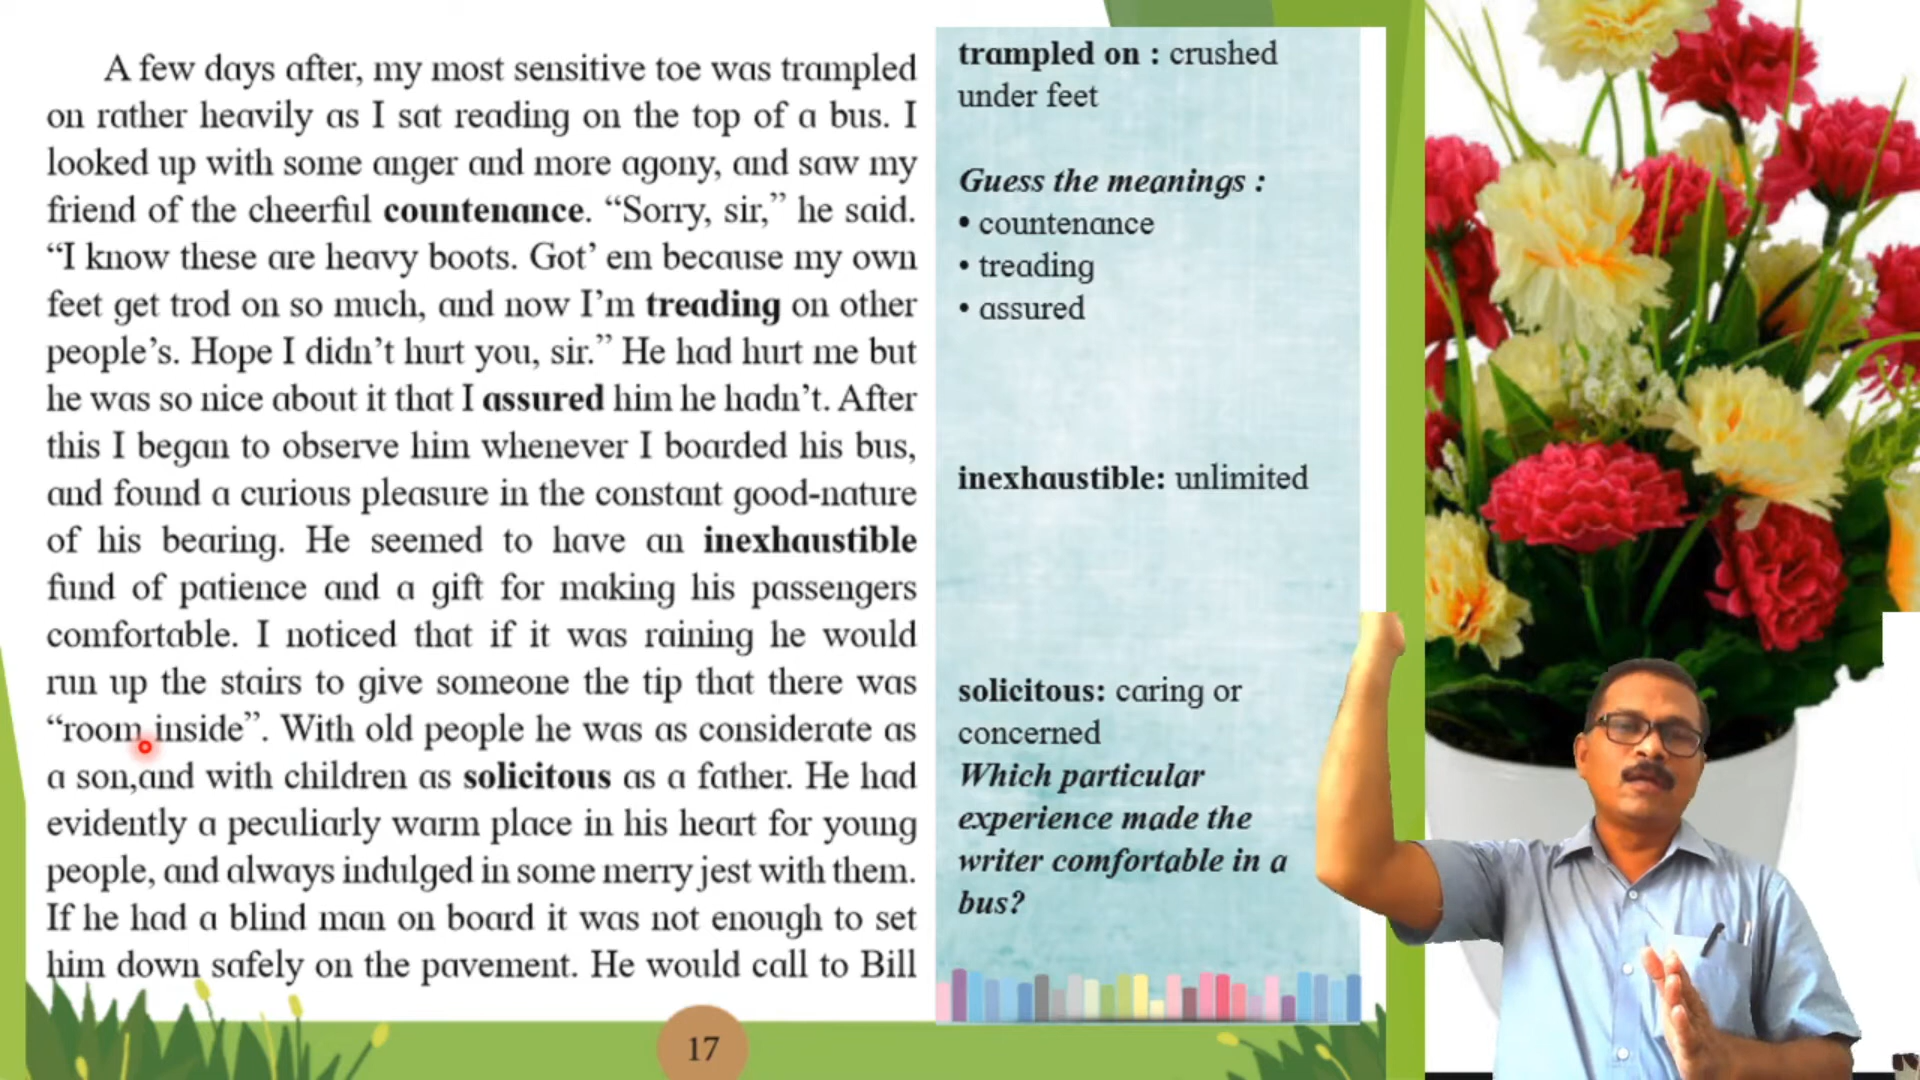 A few days after, my most sensitive toe was trampled
on rather heavily as I sat reading on the top of a bus. I
looked up with some anger and more agony, and saw my
friend of the cheerful countenance. “Sorry, sir,” he said.
“I know these are heavy boots. Got’ em because my own
feet get trod on so much, and now I’m treading on other
people’s. Hope I didn’t hurt you, sir.” He had hurt me but
he was so nice about it that I assured him he hadn’t. After
this I began to observe him whenever I boarded his bus,
and found a curious pleasure in the constant good-nature
of his bearing. He seemed to have an inexhaustible
fund of patience and a gift for making his passengers
comfortable. I noticed that if it was raining he would
run up the stairs to give someone the tip that there was
“room inside”. With old people he was as considerate as
a son,and with children as solicitous as a father. He had
evidently a peculiarly warm place in his heart for young
people, and always indulged in some merry jest with them.
If he had a blind man on board it was not enough to set
him down safely on the pavement. He would call to Bill
trampled on : crushed
under feet
Guess the meanings :
• countenance
• treading
• assured
inexhaustible: unlimited
solicitous: caring or
concerned
Which particular
experience made the
writer comfortable in a
bus?
17